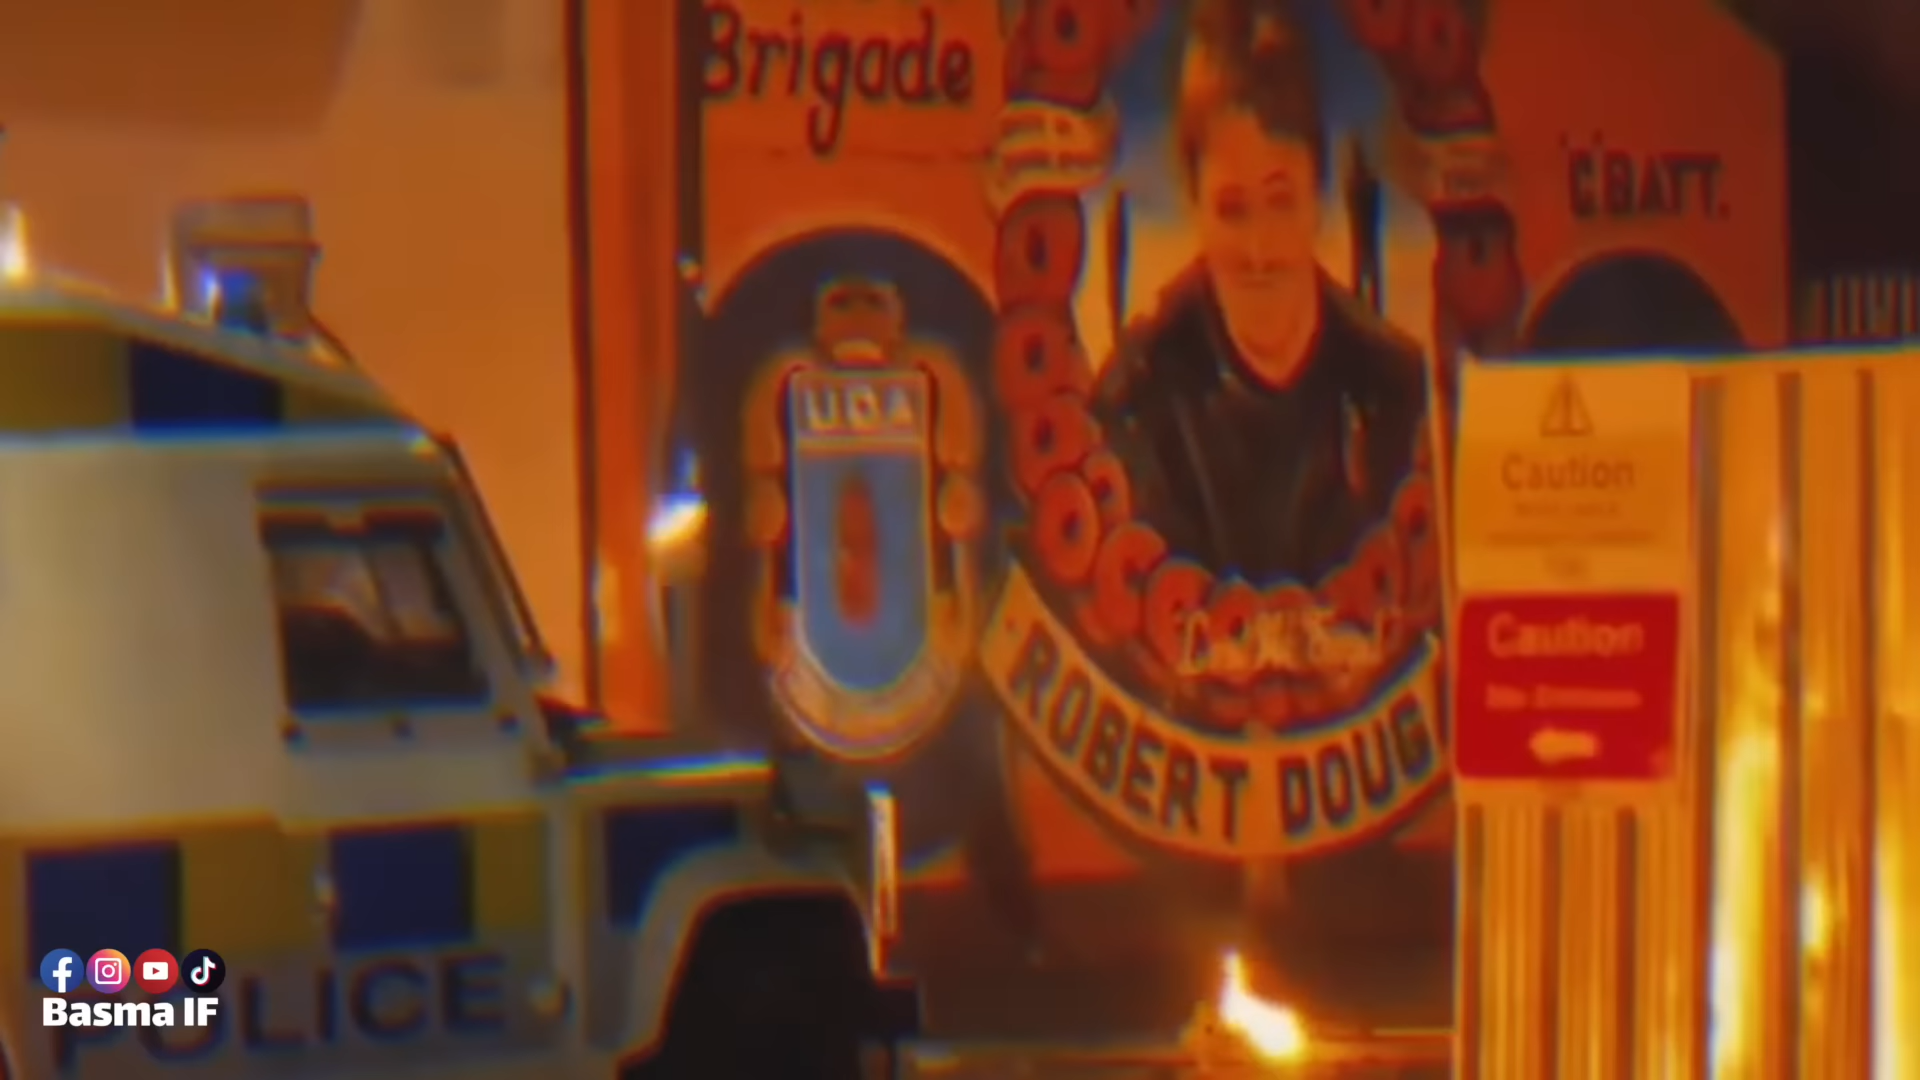 Brigade
'C' BATT.
UDA
Caution
Caution
ROBERT DOUG
POLICE
Basma IF